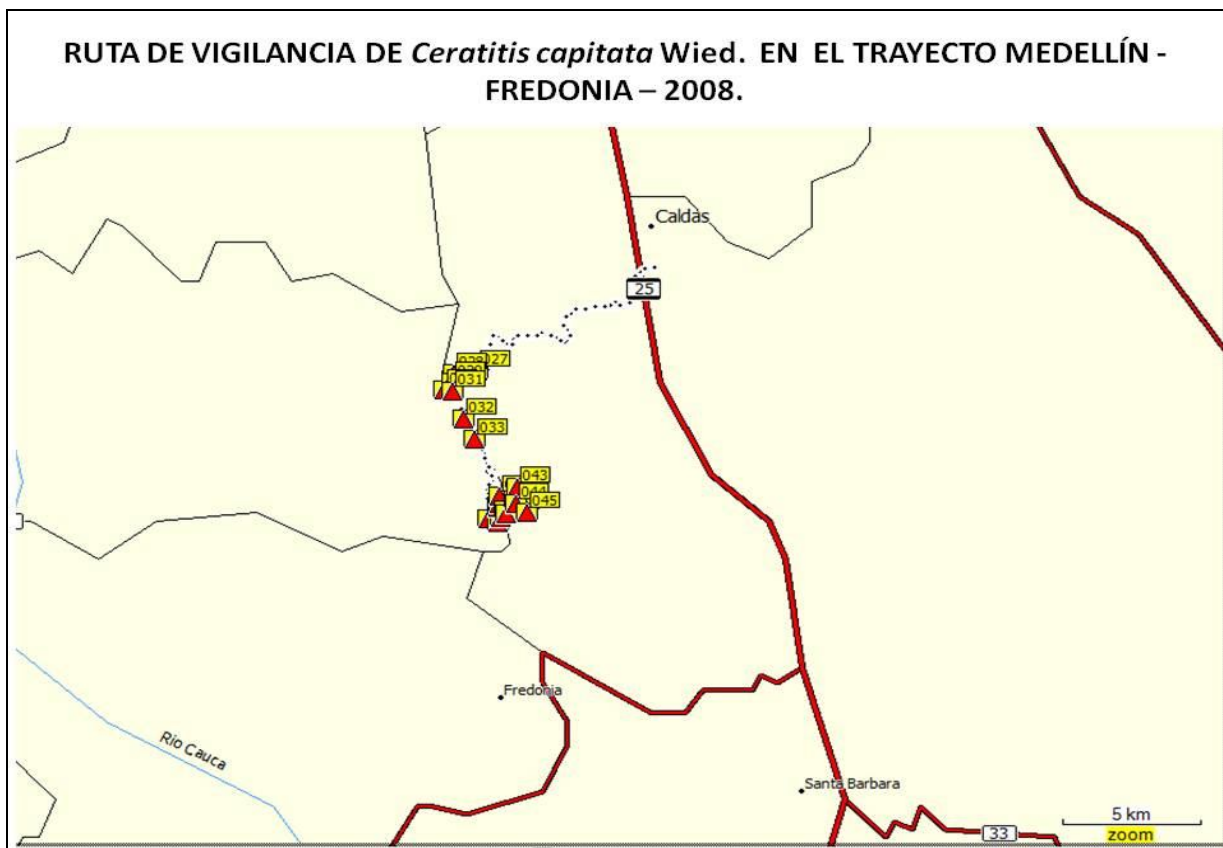 RUTA DE VIGILANCIA DE Ceratitis capitata Wied. EN EL TRAYECTO MEDELLÍN -
FREDONIA – 2008.
Caldas
25
027
031
032
033
043
045
Fredonia
Rio Cauca
Santa Barbara
5 km
33
zoom